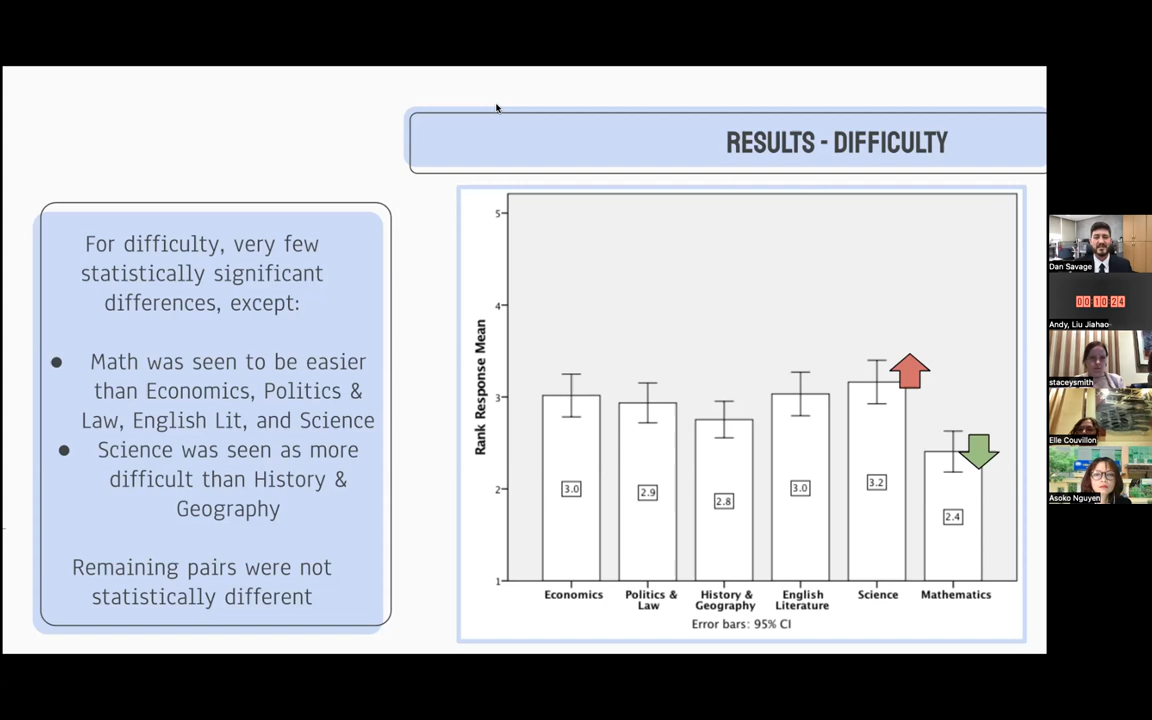 RESULTS - DIFFICULTY
For difficulty, very few
statistically significant
differences, except:
● Math was seen to be easier
than Economics, Politics &
Law, English Lit, and Science
● Science was seen as more
difficult than History &
Geography
Remaining pairs were not
statistically different
Rank Response Mean
5
4
3
2
1
3.0
2.9
2.8
3.0
3.2
2.4
Economics
Politics &
Law
History &
Geography
English
Literature
Science
Mathematics
Error bars: 95% CI
Dan Savage
00:10:24
Andy, Liu Jiahao
staceysmith
Elle Couvillon
Asoko Nguyen